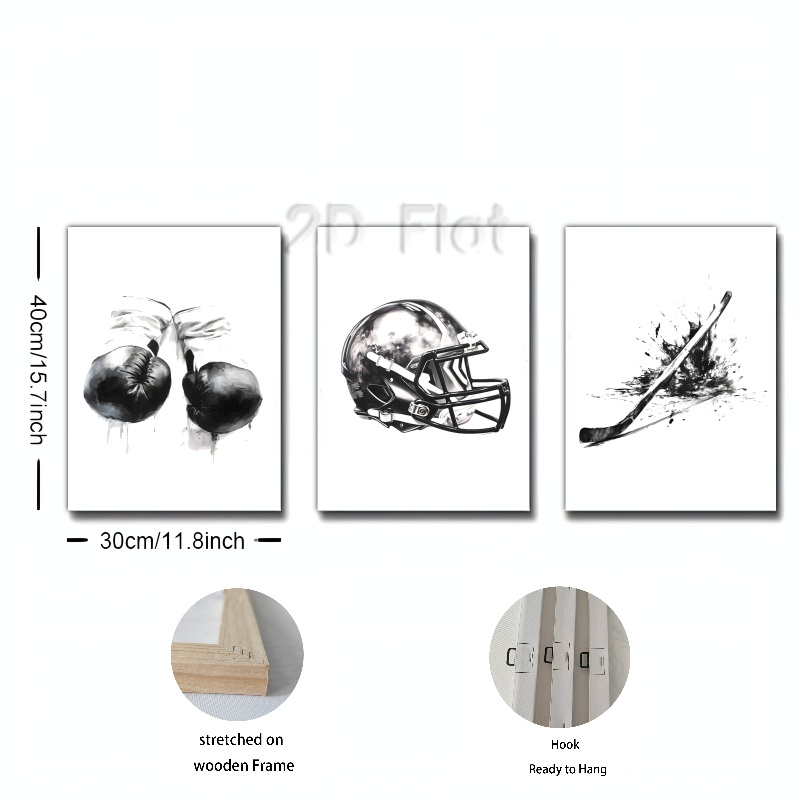 2D Flat
40cm/15.7inch
30cm/11.8inch
stretched on
wooden Frame
Hook
Ready to Hang